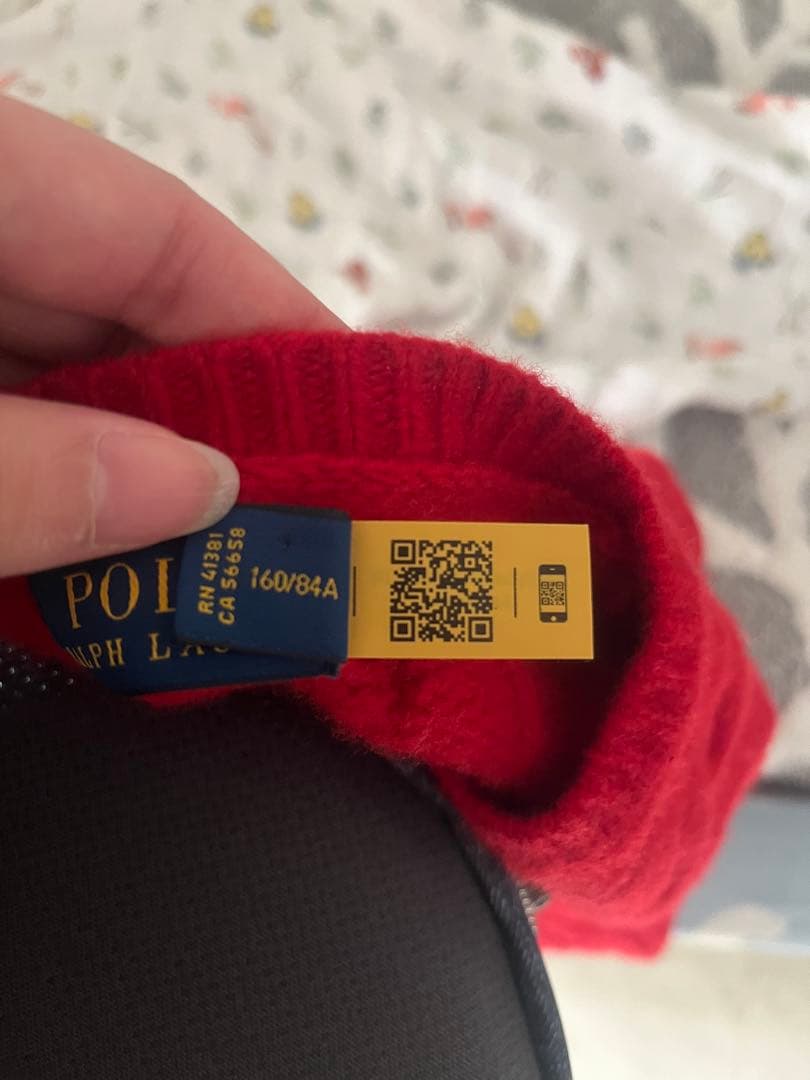 POL
LPH LA
RN 41381
CA 56658
160/84A